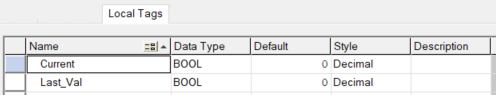 Local Tags
Name Data Type Default Style Description
Current BOOL 0 Decimal
Last_Val BOOL 0 Decimal